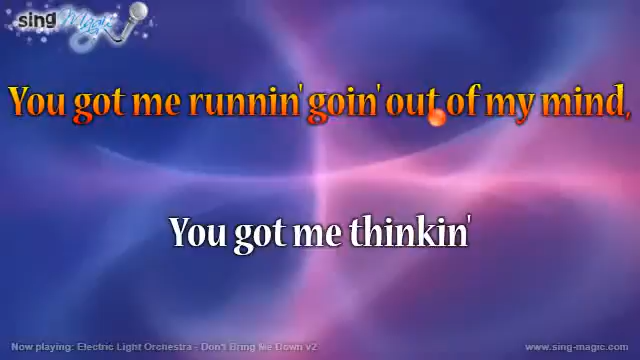 sing
Magic
You got me runnin' goin' out of my mind,
You got me thinkin'
Now playing: Electric Light Orchestra - Don't Bring Me Down v2
www.sing-magic.com